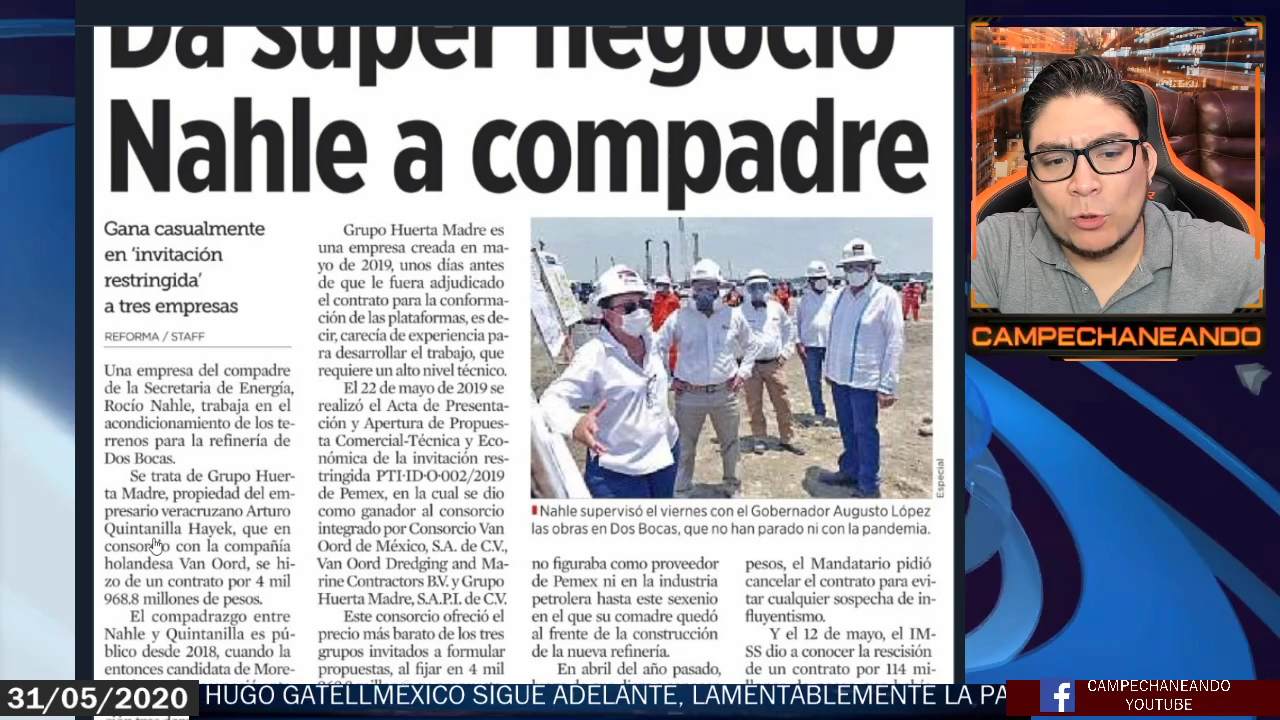 Da súper negocio
Nahle a compadre
Gana casualmente
en 'invitación
restringida'
a tres empresas
REFORMA / STAFF
Una empresa del compadre
de la Secretaria de Energía,
Rocío Nahle, trabaja en el
acondicionamiento de los te-
rrenos para la refinería de
Dos Bocas.
Se trata de Grupo Huer-
ta Madre, propiedad del em-
presario veracruzano Arturo
Quintanilla Hayek, que en
consorcio con la compañía
holandesa Van Oord, se hi-
zo de un contrato por 4 mil
968.8 millones de pesos.
El compadrazgo entre
Nahle y Quintanilla es pú-
blico desde 2018, cuando la
entonces candidata de More-
Grupo Huerta Madre es
una empresa creada en ma-
yo de 2019, unos días antes
de que le fuera adjudicado
el contrato para la conforma-
ción de las plataformas, es de-
cir, carecía de experiencia pa-
ra desarrollar el trabajo, que
requiere un alto nivel técnico.
El 22 de mayo de 2019 se
realizó el Acta de Presenta-
ción y Apertura de Propues-
ta Comercial-Técnica y Eco-
nómica de la invitación res-
tringida PTI-ID-O-002/2019
de Pemex, en la cual se dio
como ganador al consorcio
integrado por Consorcio Van
Oord de México, S.A. de C.V.,
Van Oord Dredging and Ma-
rine Contractors B.V. y Grupo
Huerta Madre, S.A.P.I. de C.V.
Este consorcio ofreció el
precio más barato de los tres
grupos invitados a formular
propuestas, al fijar en 4 mil
Especial
Nahle supervisó el viernes con el Gobernador Augusto López
las obras en Dos Bocas, que no han parado ni con la pandemia.
no figuraba como proveedor
de Pemex ni en la industria
petrolera hasta este sexenio
en el que su comadre quedó
al frente de la construcción
de la nueva refinería.
En abril del año pasado,
pesos, el Mandatario pidió
cancelar el contrato para evi-
tar cualquier sospecha de in-
fluyentismo.
Y el 12 de mayo, el IM-
SS dio a conocer la rescisión
de un contrato por 114 mi-
CAMPECHANEANDO
31/05/2020
HUGO GATELLMEXICO SIGUE ADELANTE, LAMENTABLEMENTE LA PA
CAMPECHANEANDO
YOUTUBE